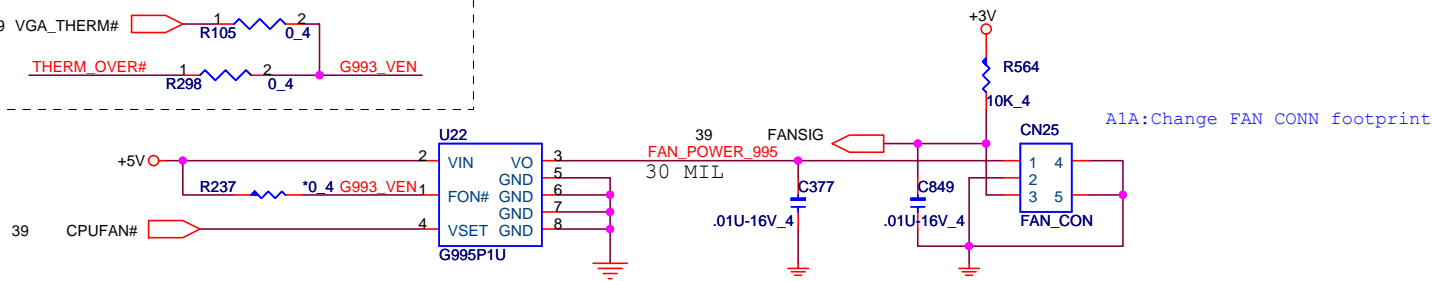 9 VGA_THERM#
1 2
R105 0_4
THERM_OVER# 1 2 G993_VEN
R298 0_4
+3V
R564
10K_4
A1A:Change FAN CONN footprint
U22 39 FANSIG CN25
+5V 2 VIN VO 3 FAN_POWER_995 1 4
30 MIL
GND 5 2
R237 *0_4 G993_VEN 1 FON# GND 6 C377 C849 3 5
GND 7
.01U-16V_4 .01U-16V_4 FAN_CON
39 CPUFAN# 4 VSET GND 8
G995P1U